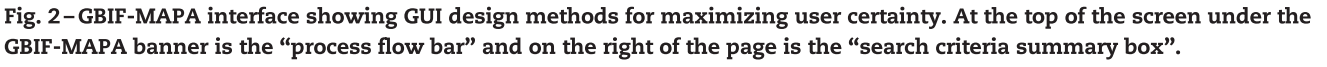 Fig. 2 – GBIF-MAPA interface showing GUI design methods for maximizing user certainty. At the top of the screen under the
GBIF-MAPA banner is the “process flow bar” and on the right of the page is the “search criteria summary box”.